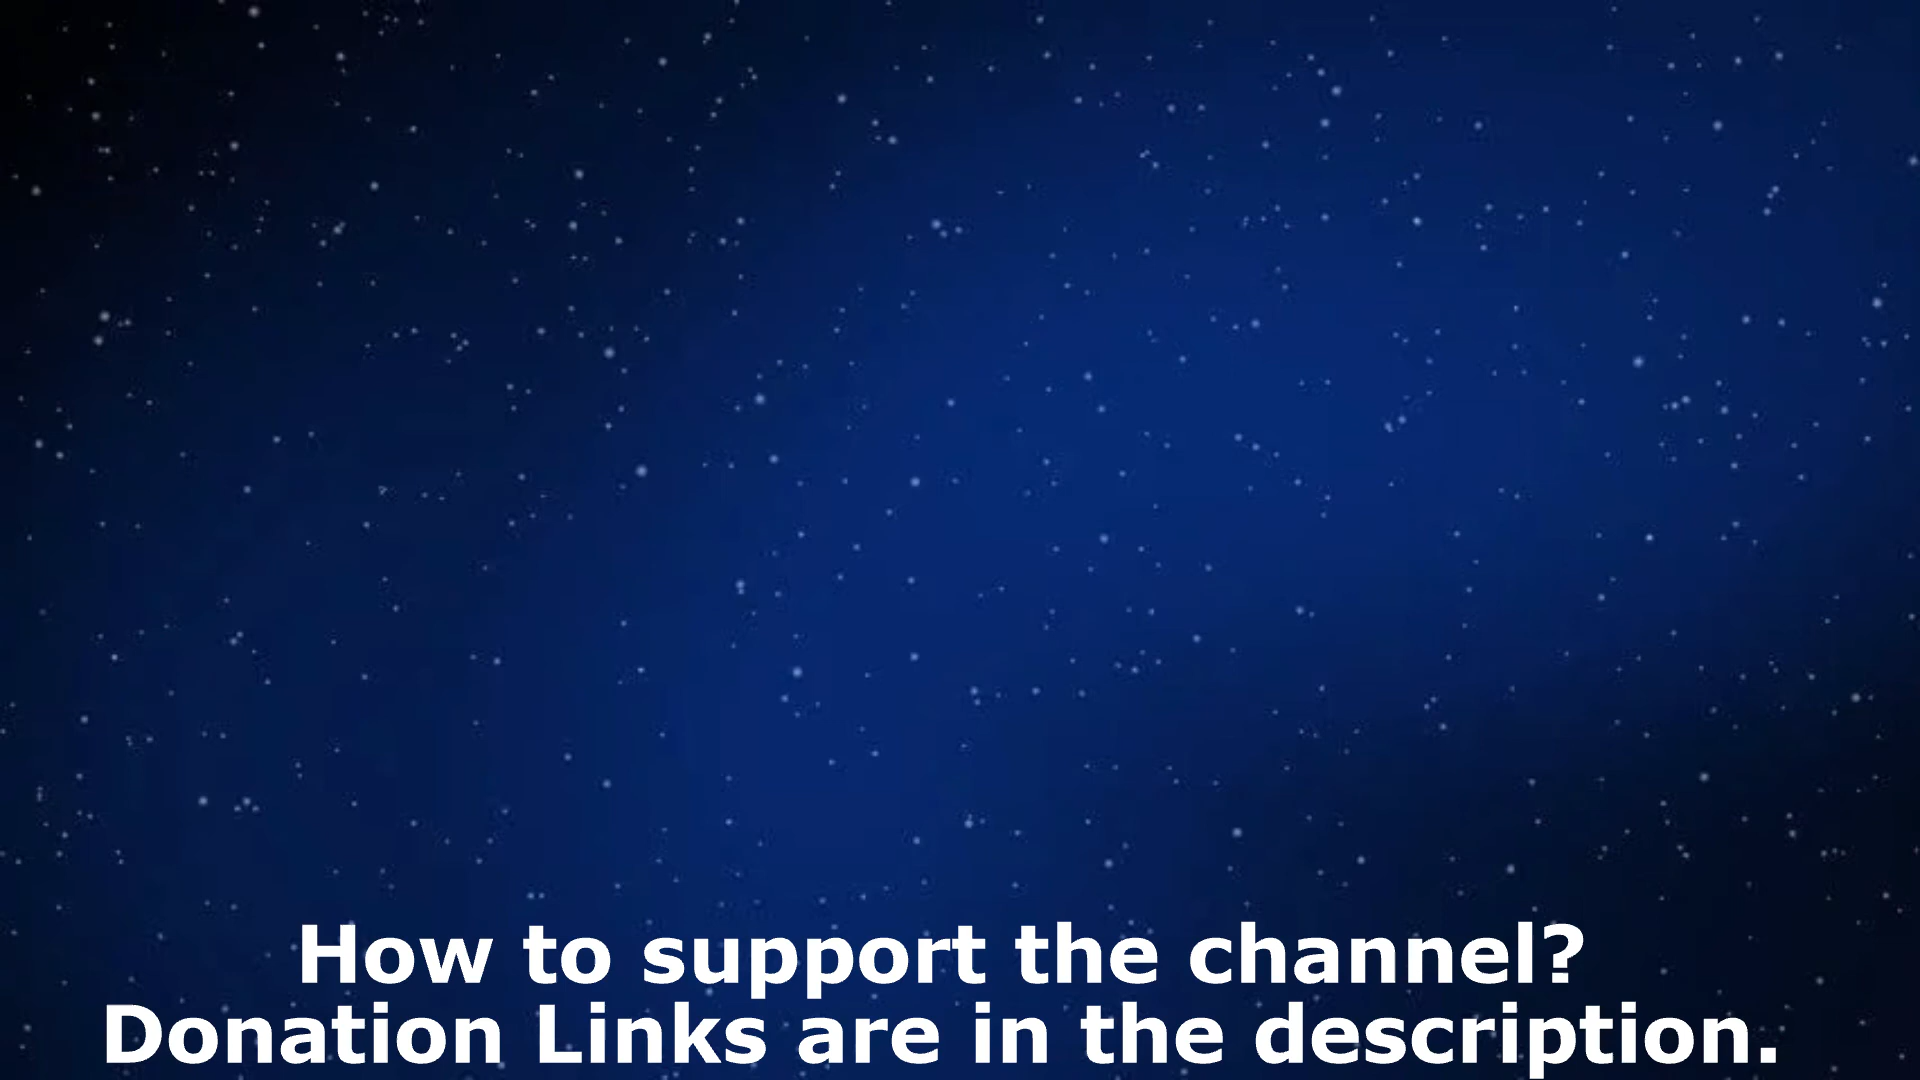 How to support the channel?
Donation Links are in the description.